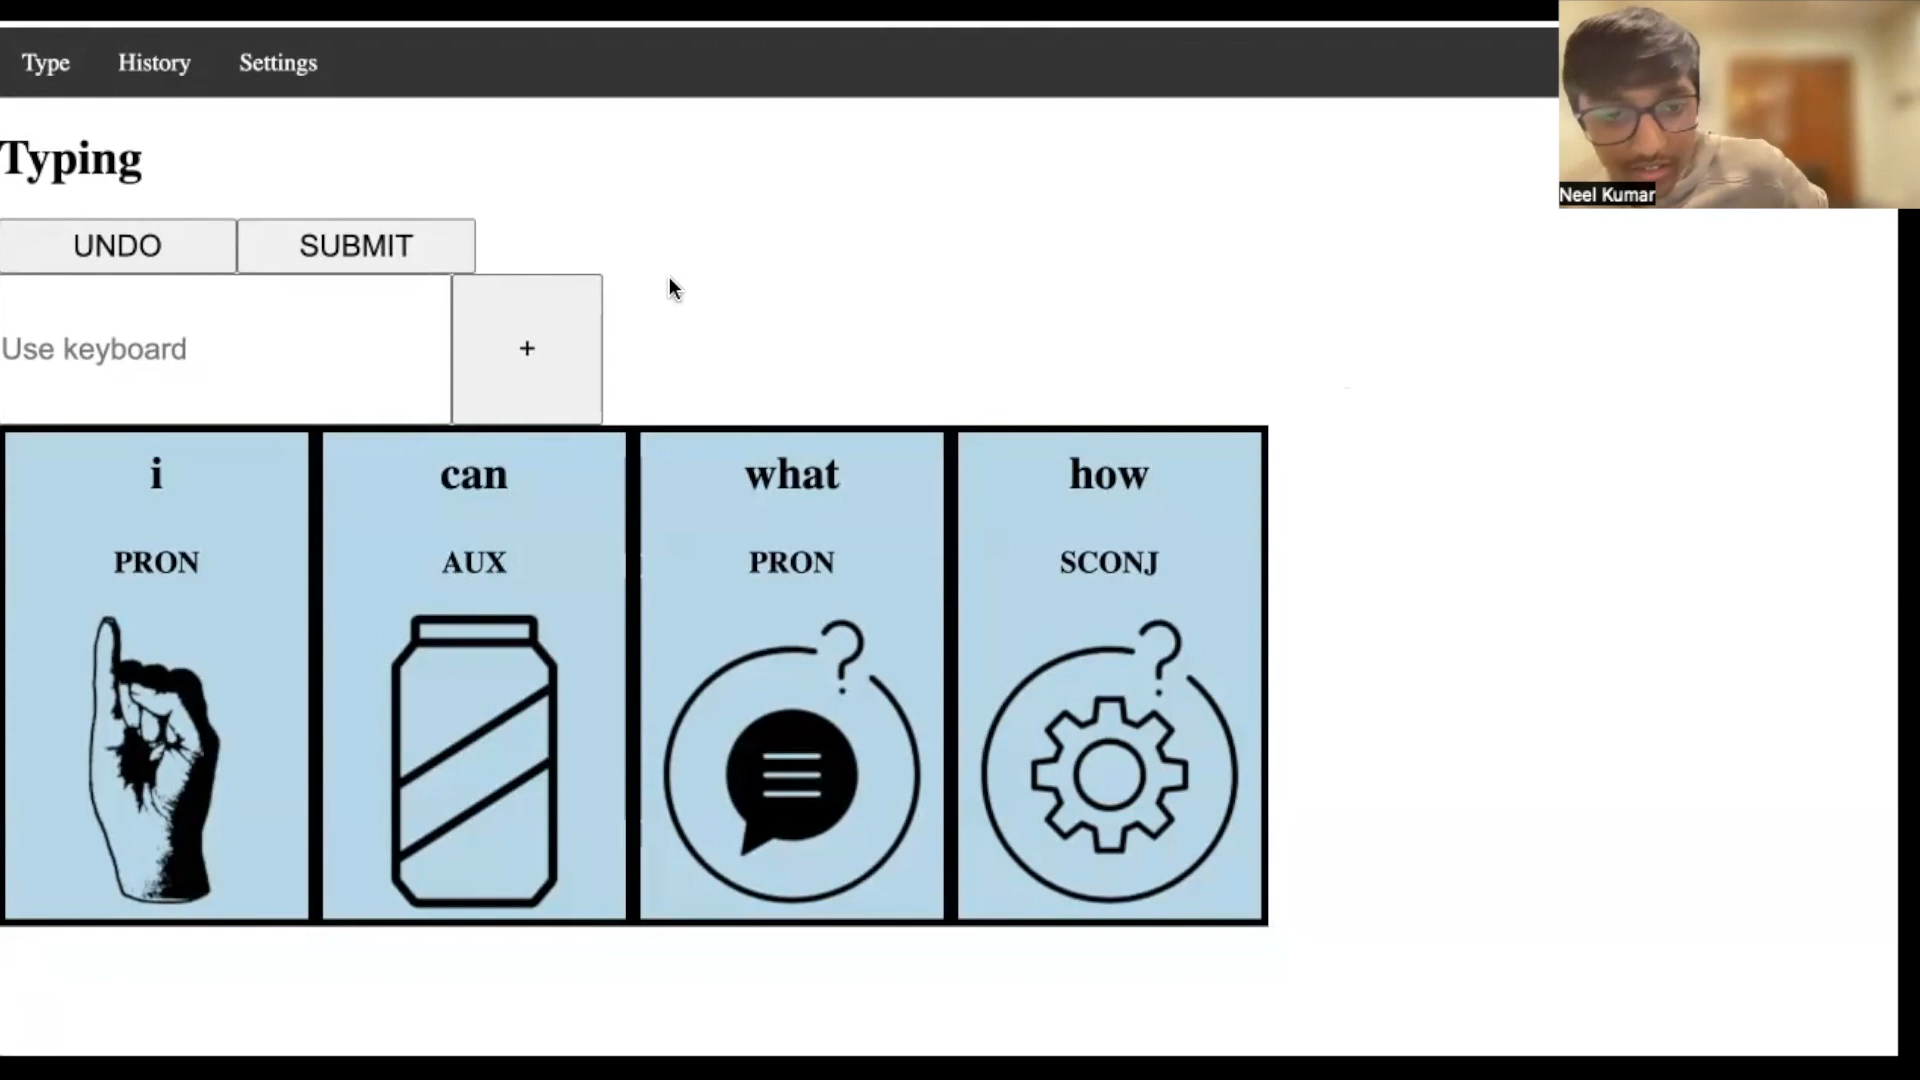 Type History Settings
Neel Kumar
Typing
UNDO SUBMIT
Use keyboard +
i can what how
PRON AUX PRON SCONJ
? ?